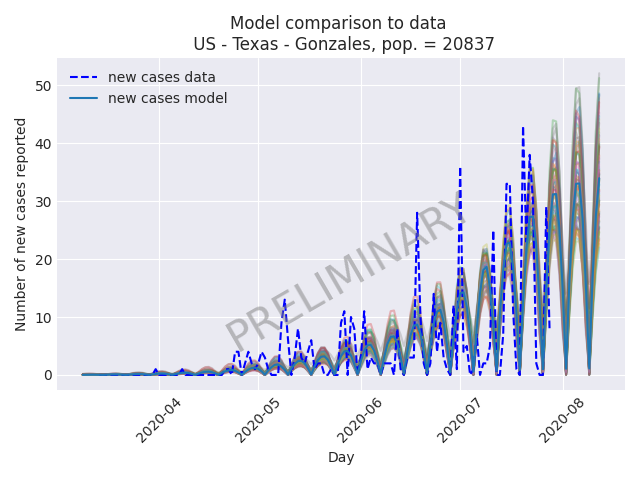 Model comparison to data
US - Texas - Gonzales, pop. = 20837
new cases data
new cases model
50
40
30
20
10
0
Number of new cases reported
PRELIMINARY
2020-04
2020-05
2020-06
2020-07
2020-08
Day